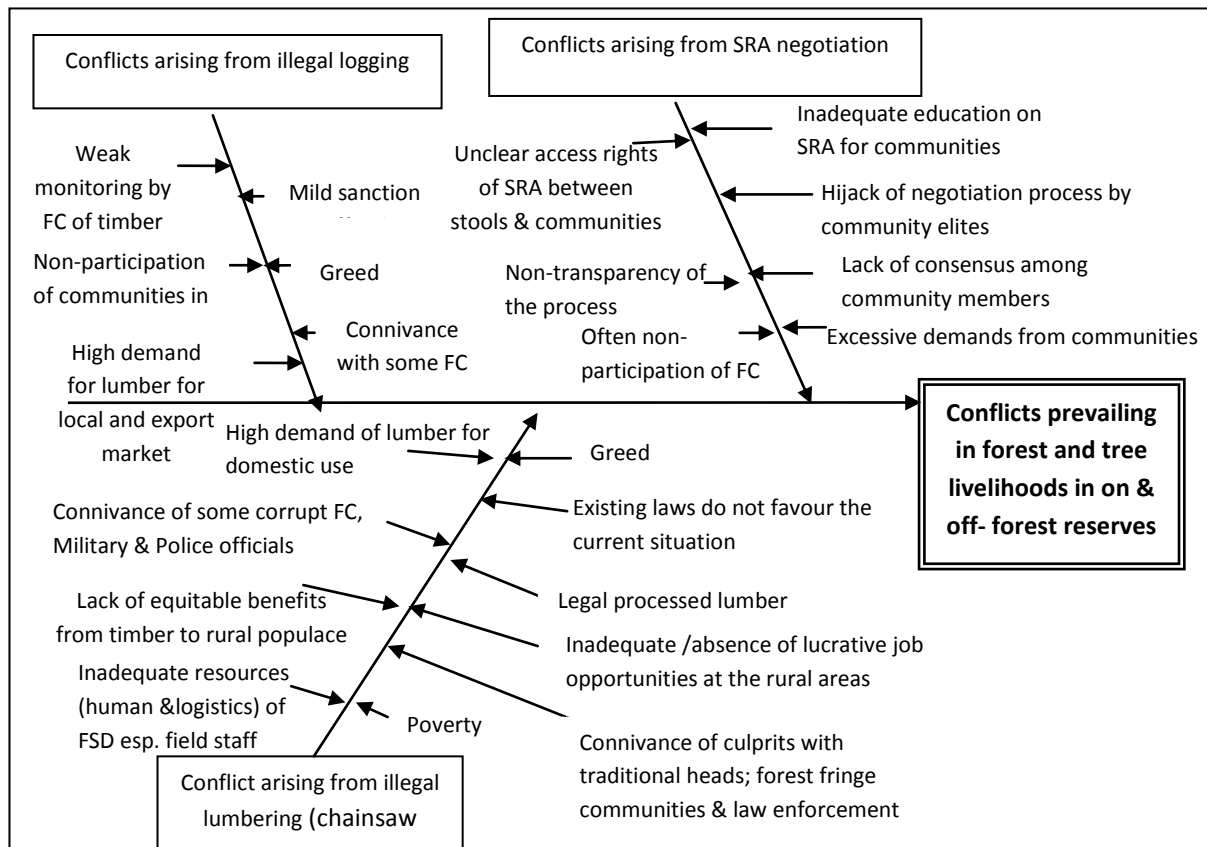 Conflicts arising from illegal logging
Conflicts arising from SRA negotiation
Weak
monitoring by
FC of timber
Mild sanction
Non-participation
of communities in
Greed
Connivance
with some FC
High demand
for lumber for
local and export
market
Unclear access rights
of SRA between
stools & communities
Inadequate education on
SRA for communities
Hijack of negotiation process by
community elites
Non-transparency of
the process
Lack of consensus among
community members
Often non-
participation of FC
Excessive demands from communities
Conflicts prevailing
in forest and tree
livelihoods in on &
off- forest reserves
High demand of lumber for
domestic use
Greed
Connivance of some corrupt FC,
Military & Police officials
Existing laws do not favour the
current situation
Legal processed lumber
Lack of equitable benefits
from timber to rural populace
Inadequate /absence of lucrative job
opportunities at the rural areas
Inadequate resources
(human &logistics) of
FSD esp. field staff
Poverty
Connivance of culprits with
traditional heads; forest fringe
communities & law enforcement
Conflict arising from illegal
lumbering (chainsaw